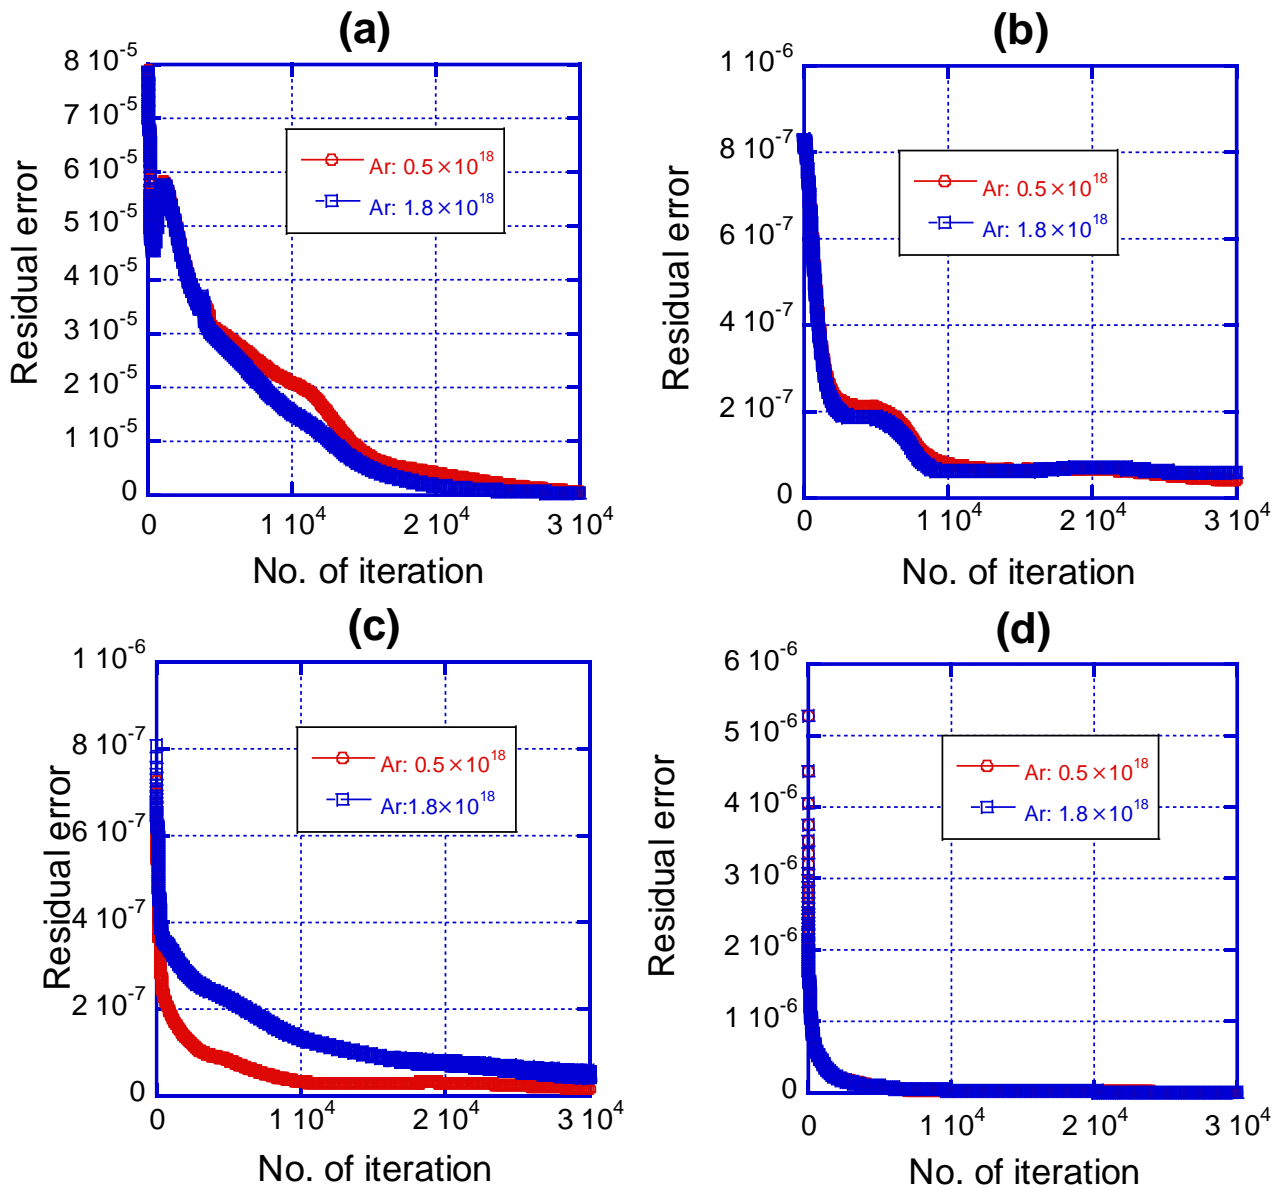 (a)
8 10⁻⁵
7 10⁻⁵
6 10⁻⁵
5 10⁻⁵
4 10⁻⁵
3 10⁻⁵
2 10⁻⁵
1 10⁻⁵
0
Residual error
Ar: 0.5×10¹⁸
Ar: 1.8×10¹⁸
0 1 10⁴ 2 10⁴ 3 10⁴
No. of iteration
(b)
1 10⁻⁶
8 10⁻⁷
6 10⁻⁷
4 10⁻⁷
2 10⁻⁷
0
Residual error
Ar: 0.5×10¹⁸
Ar: 1.8×10¹⁸
0 1 10⁴ 2 10⁴ 3 10⁴
No. of iteration
(c)
1 10⁻⁶
8 10⁻⁷
6 10⁻⁷
4 10⁻⁷
2 10⁻⁷
0
Residual error
Ar: 0.5×10¹⁸
Ar:1.8×10¹⁸
0 1 10⁴ 2 10⁴ 3 10⁴
No. of iteration
(d)
6 10⁻⁶
5 10⁻⁶
4 10⁻⁶
3 10⁻⁶
2 10⁻⁶
1 10⁻⁶
0
Residual error
Ar: 0.5×10¹⁸
Ar: 1.8×10¹⁸
0 1 10⁴ 2 10⁴ 3 10⁴
No. of iteration